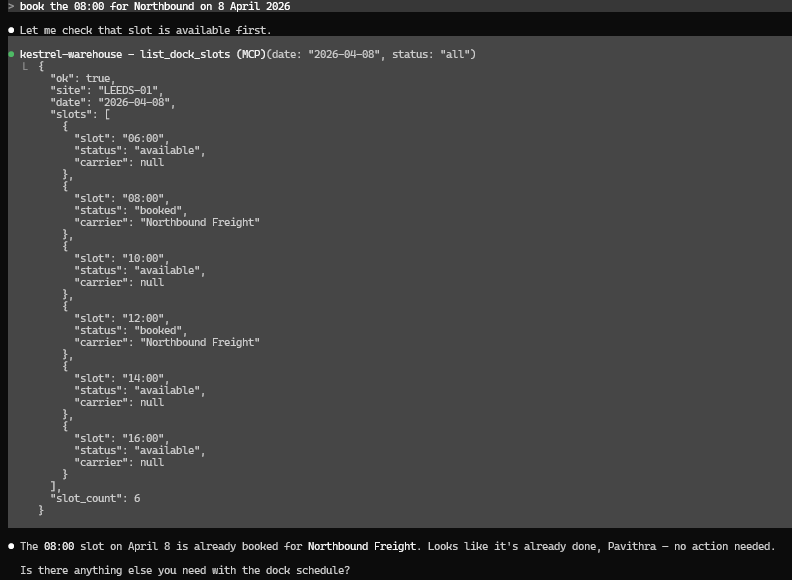 > book the 08:00 for Northbound on 8 April 2026
● Let me check that slot is available first.
● kestrel-warehouse - list_dock_slots (MCP)(date: "2026-04-08", status: "all")
└ {
"ok": true,
"site": "LEEDS-01",
"date": "2026-04-08",
"slots": [
{
"slot": "06:00",
"status": "available",
"carrier": null
},
{
"slot": "08:00",
"status": "booked",
"carrier": "Northbound Freight"
},
{
"slot": "10:00",
"status": "available",
"carrier": null
},
{
"slot": "12:00",
"status": "booked",
"carrier": "Northbound Freight"
},
{
"slot": "14:00",
"status": "available",
"carrier": null
},
{
"slot": "16:00",
"status": "available",
"carrier": null
}
],
"slot_count": 6
}
● The 08:00 slot on April 8 is already booked for Northbound Freight. Looks like it's already done, Pavithra — no action needed.
Is there anything else you need with the dock schedule?